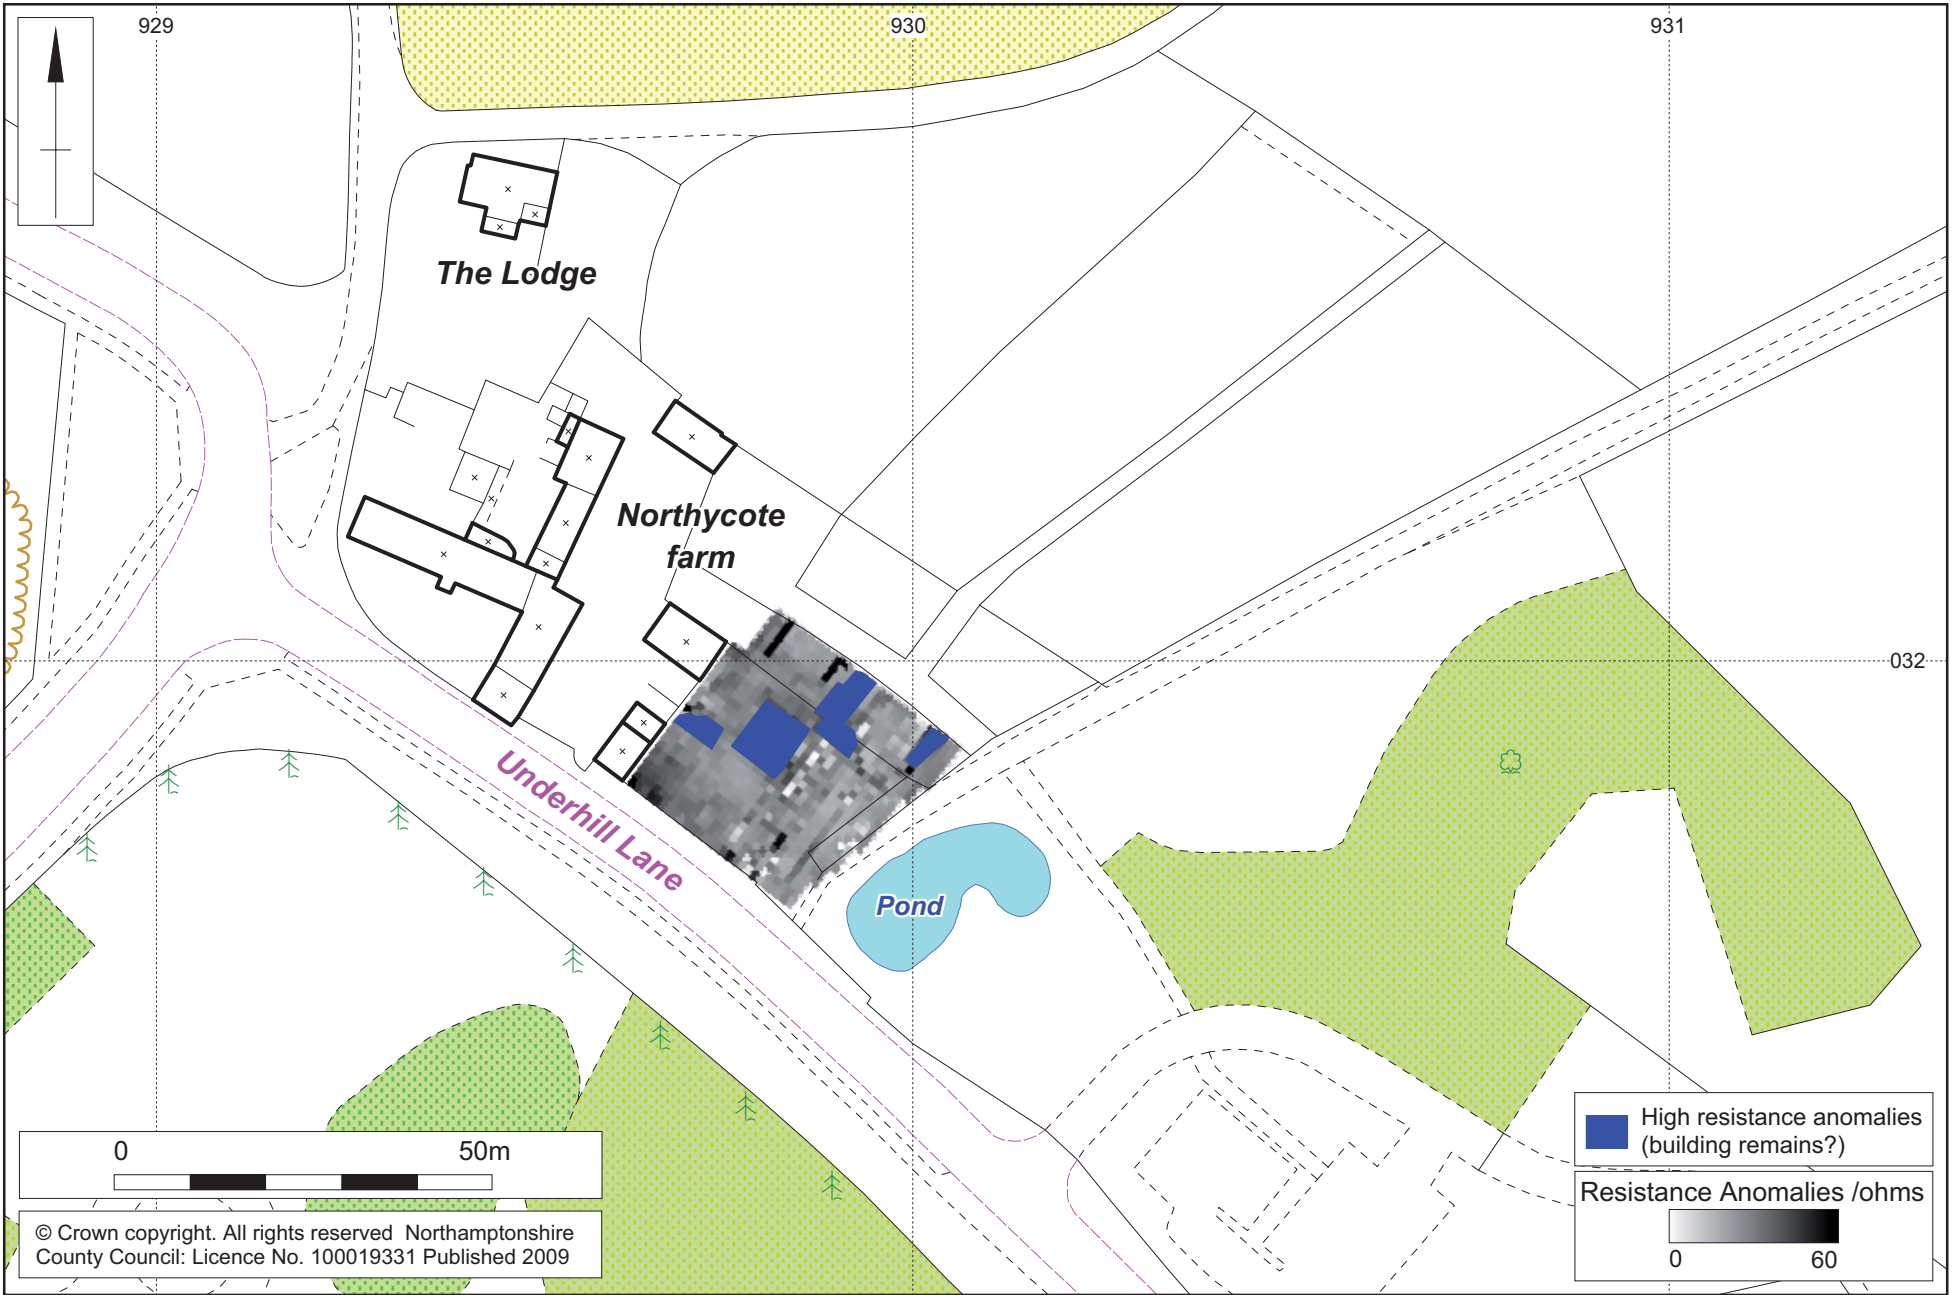 929
930
931
The Lodge
Northycote
farm
032
Underhill Lane
Pond
High resistance anomalies
(building remains?)
0 50m
Resistance Anomalies /ohms
0 60
© Crown copyright. All rights reserved Northamptonshire
County Council: Licence No. 100019331 Published 2009